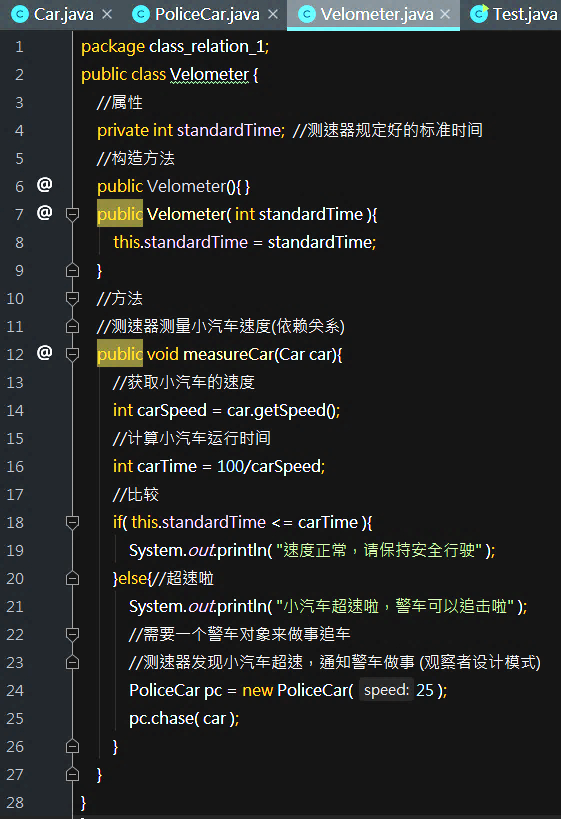 Car.java PoliceCar.java Velometer.java Test.java
1 package class_relation_1;
2 public class Velometer {
3 //属性
4 private int standardTime; //测速器规定好的标准时间
5 //构造方法
6 public Velometer(){ }
7 public Velometer( int standardTime ){
8 this.standardTime = standardTime;
9 }
10 //方法
11 //测速器测量小汽车速度(依赖关系)
12 public void measureCar(Car car){
13 //获取小汽车的速度
14 int carSpeed = car.getSpeed();
15 //计算小汽车运行时间
16 int carTime = 100/carSpeed;
17 //比较
18 if( this.standardTime <= carTime ){
19 System.out.println( "速度正常，请保持安全行驶" );
20 }else{//超速啦
21 System.out.println( "小汽车超速啦，警车可以追击啦" );
22 //需要一个警车对象来做事追车
23 //测速器发现小汽车超速，通知警车做事 (观察者设计模式)
24 PoliceCar pc = new PoliceCar( speed: 25 );
25 pc.chase( car );
26 }
27 }
28 }